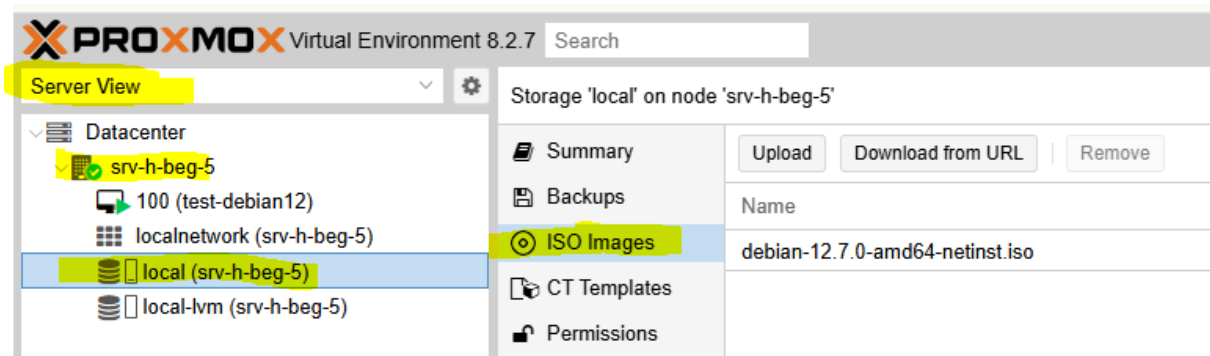 PROXMOX Virtual Environment 8.2.7 Search
Server View
Datacenter
srv-h-beg-5
100 (test-debian12)
localnetwork (srv-h-beg-5)
local (srv-h-beg-5)
local-lvm (srv-h-beg-5)
Storage 'local' on node 'srv-h-beg-5'
Summary
Backups
ISO Images
CT Templates
Permissions
Upload Download from URL Remove
Name
debian-12.7.0-amd64-netinst.iso